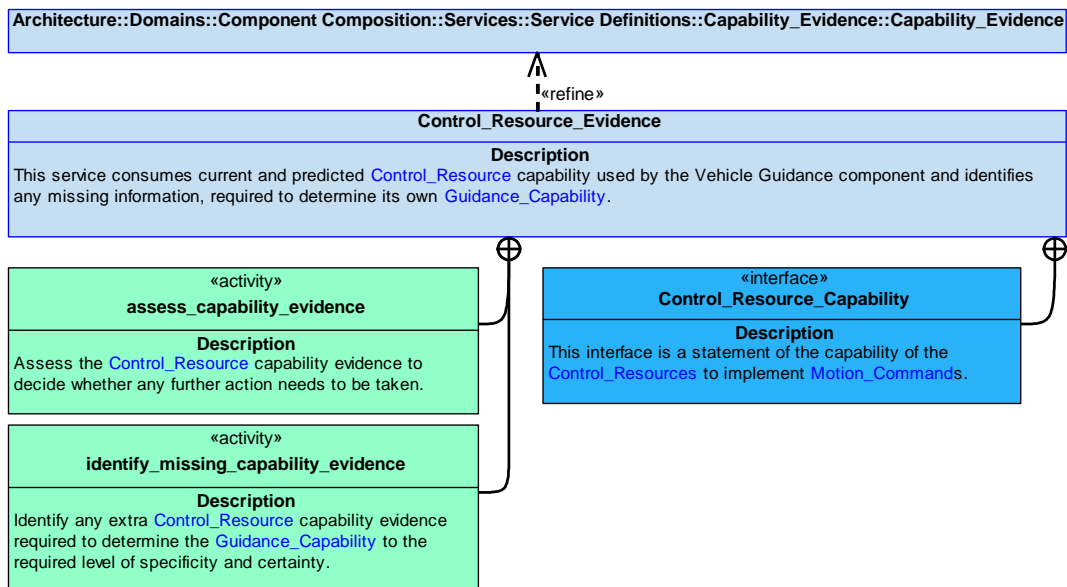 Architecture::Domains::Component Composition::Services::Service Definitions::Capability_Evidence::Capability_Evidence
«refine»
Control_Resource_Evidence
Description
This service consumes current and predicted Control_Resource capability used by the Vehicle Guidance component and identifies
any missing information, required to determine its own Guidance_Capability.
«activity»
assess_capability_evidence
Description
Assess the Control_Resource capability evidence to
decide whether any further action needs to be taken.
«interface»
Control_Resource_Capability
Description
This interface is a statement of the capability of the
Control_Resources to implement Motion_Commands.
«activity»
identify_missing_capability_evidence
Description
Identify any extra Control_Resource capability evidence
required to determine the Guidance_Capability to the
required level of specificity and certainty.